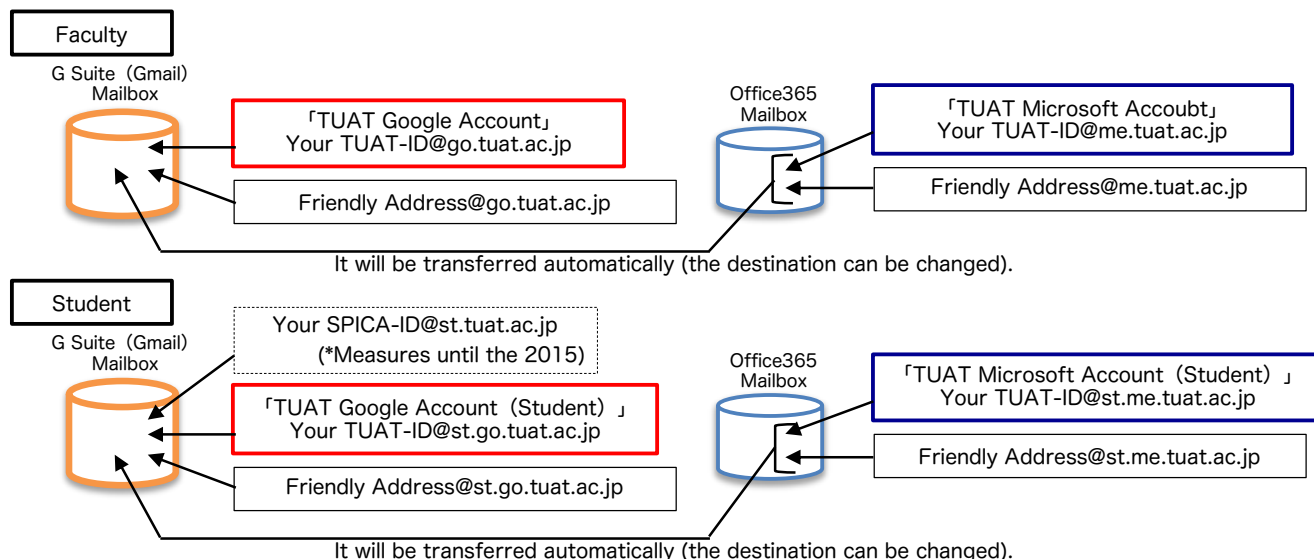 Faculty
G Suite（Gmail）
Mailbox
「TUAT Google Account」
Your TUAT-ID@go.tuat.ac.jp
Friendly Address@go.tuat.ac.jp
Office365
Mailbox
「TUAT Microsoft Accoubt」
Your TUAT-ID@me.tuat.ac.jp
Friendly Address@me.tuat.ac.jp
It will be transferred automatically (the destination can be changed).
Student
G Suite（Gmail）
Mailbox
Your SPICA-ID@st.tuat.ac.jp
(*Measures until the 2015)
「TUAT Google Account（Student）」
Your TUAT-ID@st.go.tuat.ac.jp
Friendly Address@st.go.tuat.ac.jp
Office365
Mailbox
「TUAT Microsoft Account（Student）」
Your TUAT-ID@st.me.tuat.ac.jp
Friendly Address@st.me.tuat.ac.jp
It will be transferred automatically (the destination can be changed).